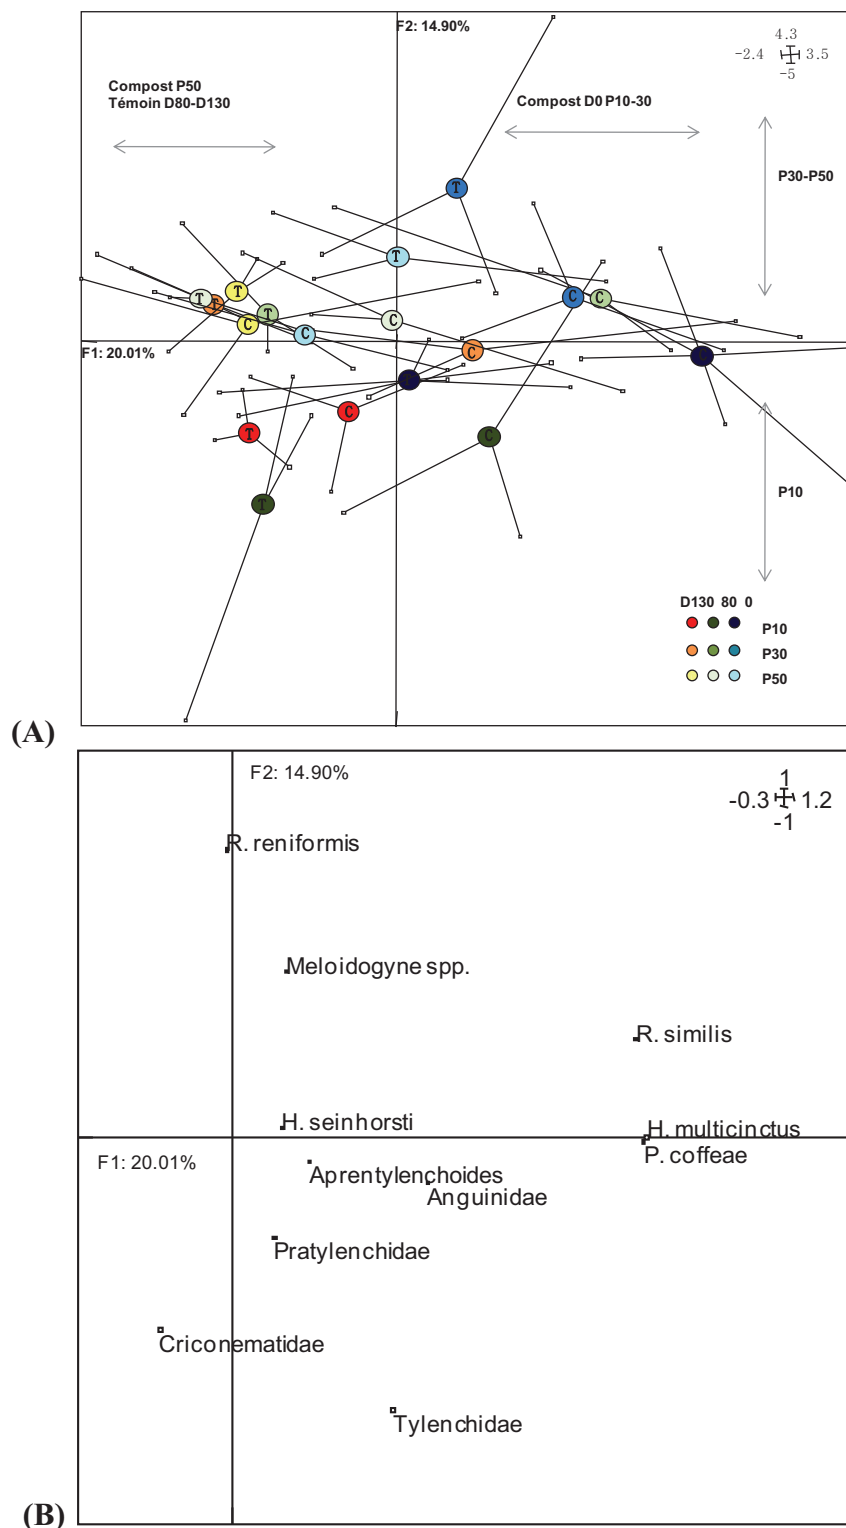 F2: 14.90%
4.3
-2.4 3.5
-5
Compost P50
Témoin D80-D130
Compost D0 P10-30
P30-P50
T
T
T
T
T
T
C
C
T
C
C
C
F1: 20.01%
C
C
T
C
T
P10
D130 80 0
P10
P30
P50
(A)
F2: 14.90%
1
-0.3 1.2
-1
R. reniformis
Meloidogyne spp.
R. similis
H. seinhorsti
H. multicinctus
P. coffeae
F1: 20.01%
Aprentylenchoides
Anguinidae
Pratylenchidae
Criconematidae
Tylenchidae
(B)